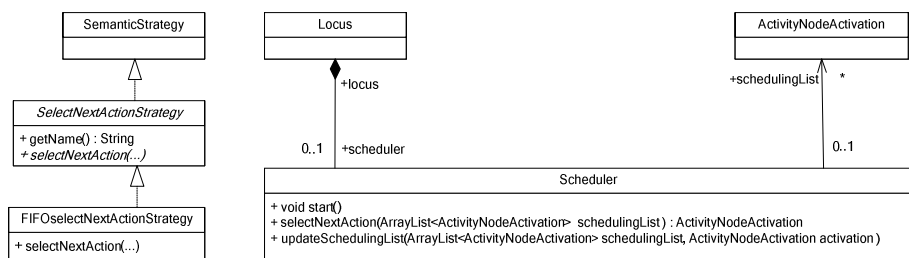 SemanticStrategy
Locus
ActivityNodeActivation
+locus
+schedulingList
*
SelectNextActionStrategy
+ getName() : String
+ selectNextAction(...)
0..1
+scheduler
0..1
Scheduler
FIFOselectNextActionStrategy
+ selectNextAction(...)
+ void start()
+ selectNextAction(ArrayList<ActivityNodeActivation> schedulingList) : ActivityNodeActivation
+ updateSchedulingList(ArrayList<ActivityNodeActivation> schedulingList, ActivityNodeActivation activation)